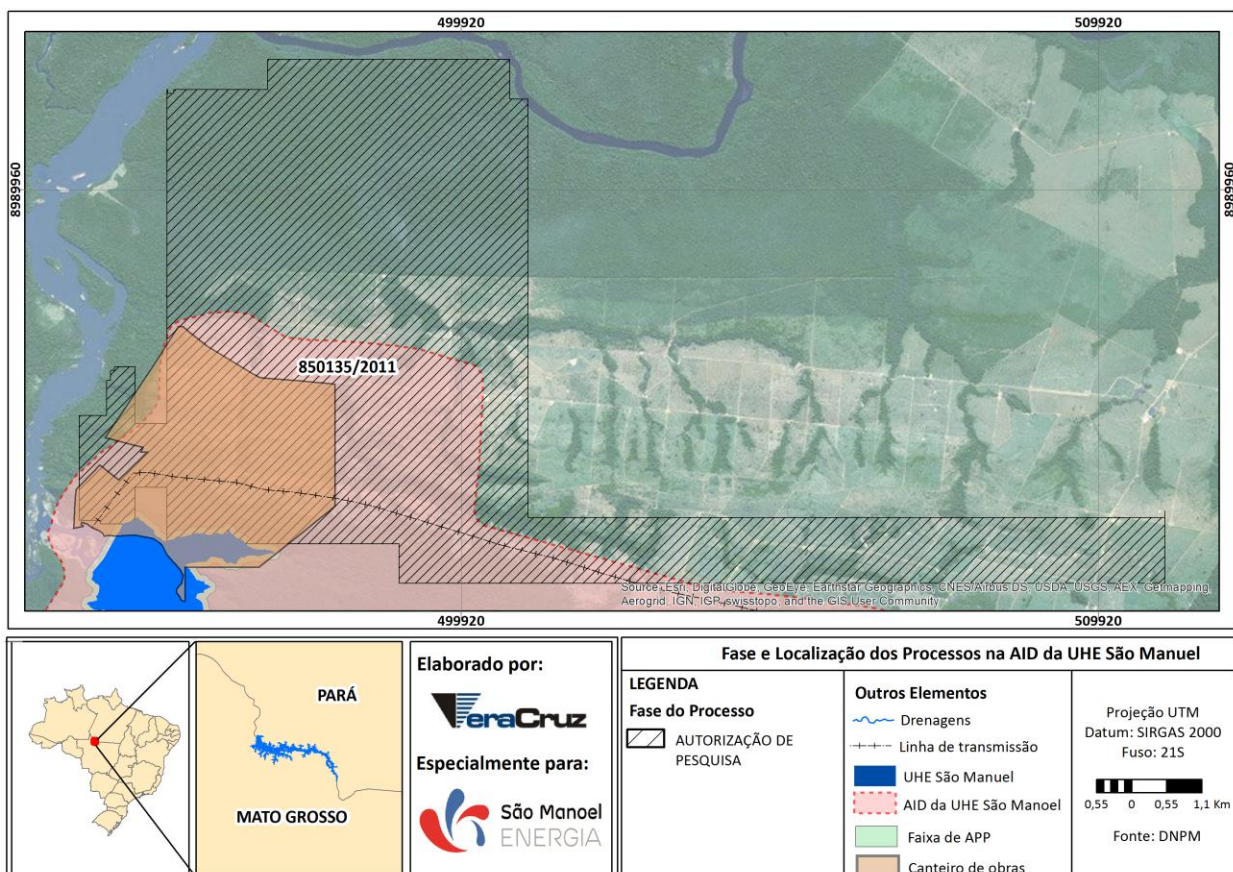 499920
509920
8989960
8989960
850135/2011
Source: Esri, DigitalGlobe, GeoEye, Earthstar Geographics, CNES/Airbus DS, USDA, USGS, AEX, Getmapping,
Aerogrid, IGN, IGP, swisstopo, and the GIS User Community
499920
509920
PARÁ
MATO GROSSO
Elaborado por:
VeraCruz
Especialmente para:
São Manoel
ENERGIA
Fase e Localização dos Processos na AID da UHE São Manuel
LEGENDA
Fase do Processo
AUTORIZAÇÃO DE
PESQUISA
Outros Elementos
Drenagens
Linha de transmissão
UHE São Manuel
AID da UHE São Manoel
Faixa de APP
Canteiro de obras
Projeção UTM
Datum: SIRGAS 2000
Fuso: 21S
0,55 0 0,55 1,1 Km
Fonte: DNPM